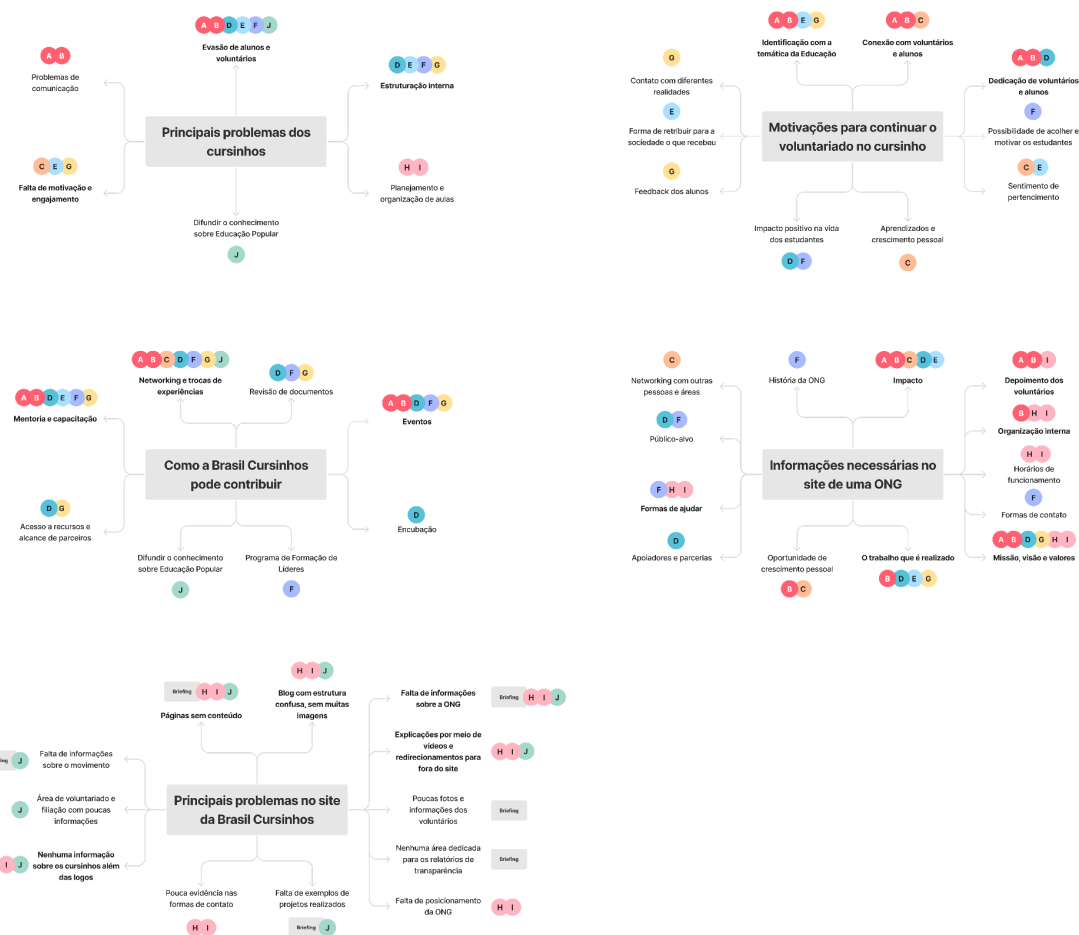 A B D E F J
Evasão de alunos e
voluntários
A B
Problemas de
comunicação
D E F G
Estruturação interna
Principais problemas dos
cursinhos
C E G
Falta de motivação e
engajamento
H I
Planejamento e
organização de aulas
Difundir o conhecimento
sobre Educação Popular
J
A B E G
Identificação com a
temática da Educação
A B C
Conexão com voluntários
e alunos
G
Contato com diferentes
realidades
A B D
Dedicação de voluntários
e alunos
E
Forma de retribuir para a
sociedade o que recebeu
Motivações para continuar o
voluntariado no cursinho
F
Possibilidade de acolher e
motivar os estudantes
G
Feedback dos alunos
C E
Sentimento de
pertencimento
Impacto positivo na vida
dos estudantes
D F
Aprendizados e
crescimento pessoal
C
A B C D F G J
Networking e trocas de
experiências
D F G
Revisão de documentos
A B D E F G
Mentoria e capacitação
A B D F G
Eventos
Como a Brasil Cursinhos
pode contribuir
D G
Acesso a recursos e
alcance de parceiros
D
Encubação
Difundir o conhecimento
sobre Educação Popular
J
Programa de Formação de
Líderes
F
C
Networking com outras
pessoas e áreas
F
História da ONG
A B C D E
Impacto
A B I
Depoimento dos
voluntários
D F
Público-alvo
B H I
Organização interna
Informações necessárias no
site de uma ONG
H I
Horários de
funcionamento
F H I
Formas de ajudar
F
Formas de contato
D
Apoiadores e parcerias
A B D G H I
Missão, visão e valores
Oportunidade de
crescimento pessoal
B C
O trabalho que é realizado
B D E G
Briefing H I J
Páginas sem conteúdo
H I J
Blog com estrutura
confusa, sem muitas
imagens
Falta de informações
sobre a ONG
Briefing H I J
J
Falta de informações
sobre o movimento
Explicações por meio de
vídeos e
redirecionamentos para
fora do site
H I J
J
Área de voluntariado e
filiação com poucas
informações
Principais problemas no site
da Brasil Cursinhos
Poucas fotos e
informações dos
voluntários
Briefing
I J
Nenhuma informação
sobre os cursinhos além
das logos
Nenhuma área dedicada
para os relatórios de
transparência
Briefing
Pouca evidência nas
formas de contato
H I
Falta de exemplos de
projetos realizados
Briefing J
Falta de posicionamento
da ONG
H I